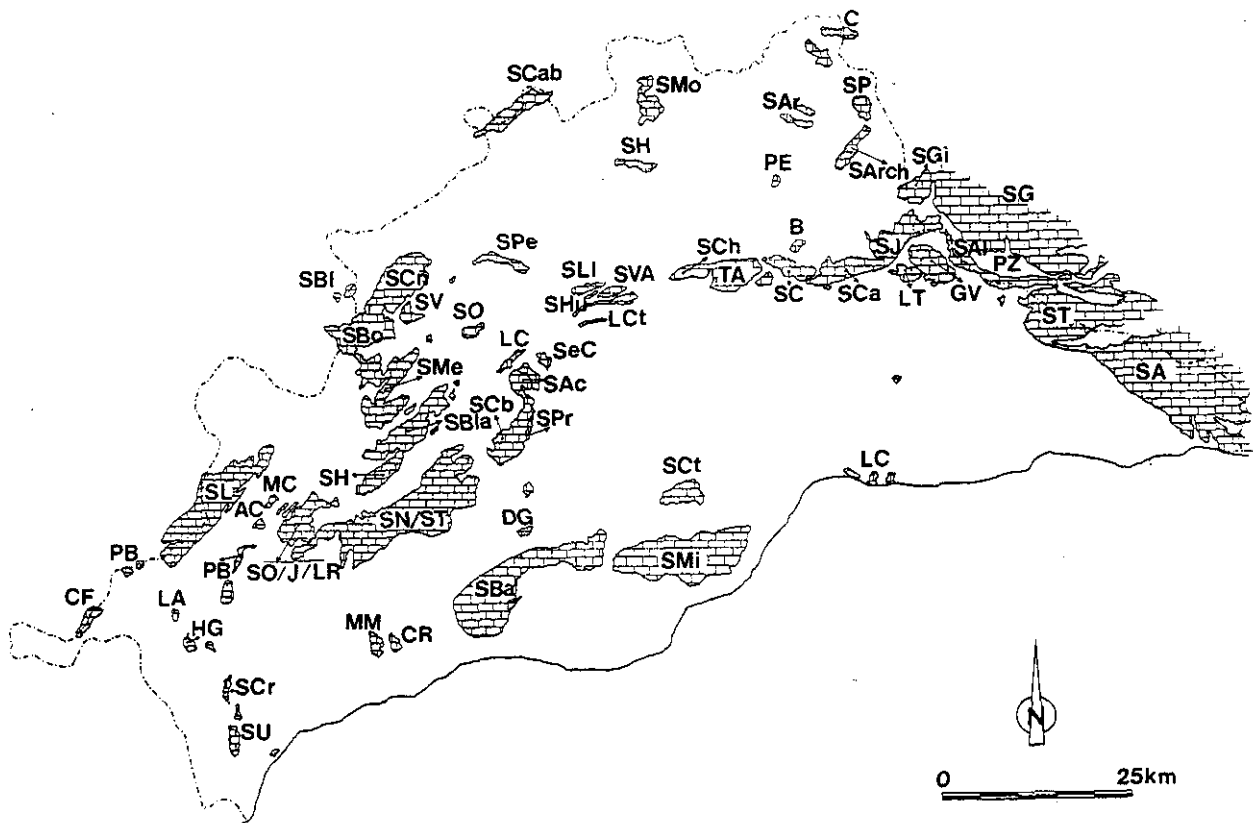 C
SCab
SMo
SP
SAr
SH
SArch
SGi
PE
SG
B
SPe
SCh
SJ
SAl
PZ
SBl
SCñ
SLl
SVA
TA
SV
SC
SCa
LT
GV
SHu
SO
LCt
ST
SBo
LC
SeC
SMe
SAc
SA
SCb
SBla
SPr
SH
SCt
LC
SL
MC
AC
SN/ST
DG
PB
PB
SO/J/LR
SMi
CF
LA
SBa
HG
MM
CR
SCr
SU
N
0
25km